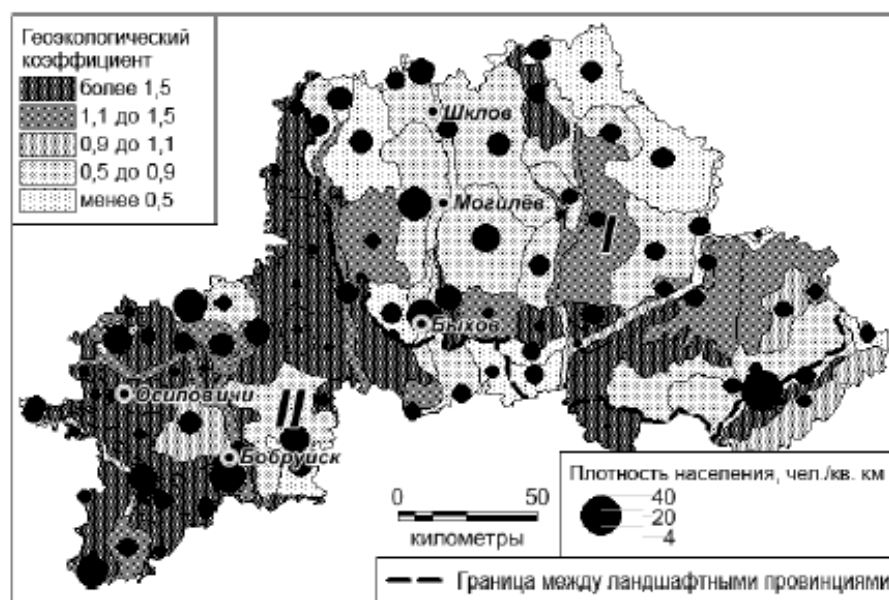 Геоэкологический
коэффициент
более 1,5
1,1 до 1,5
0,9 до 1,1
0,5 до 0,9
менее 0,5
Шклов
Могилёв
I
Быхов
Осиповичи
II
Бобруйск
0 50
километры
Плотность населения, чел./кв. км
40
20
4
Граница между ландшафтными провинциями